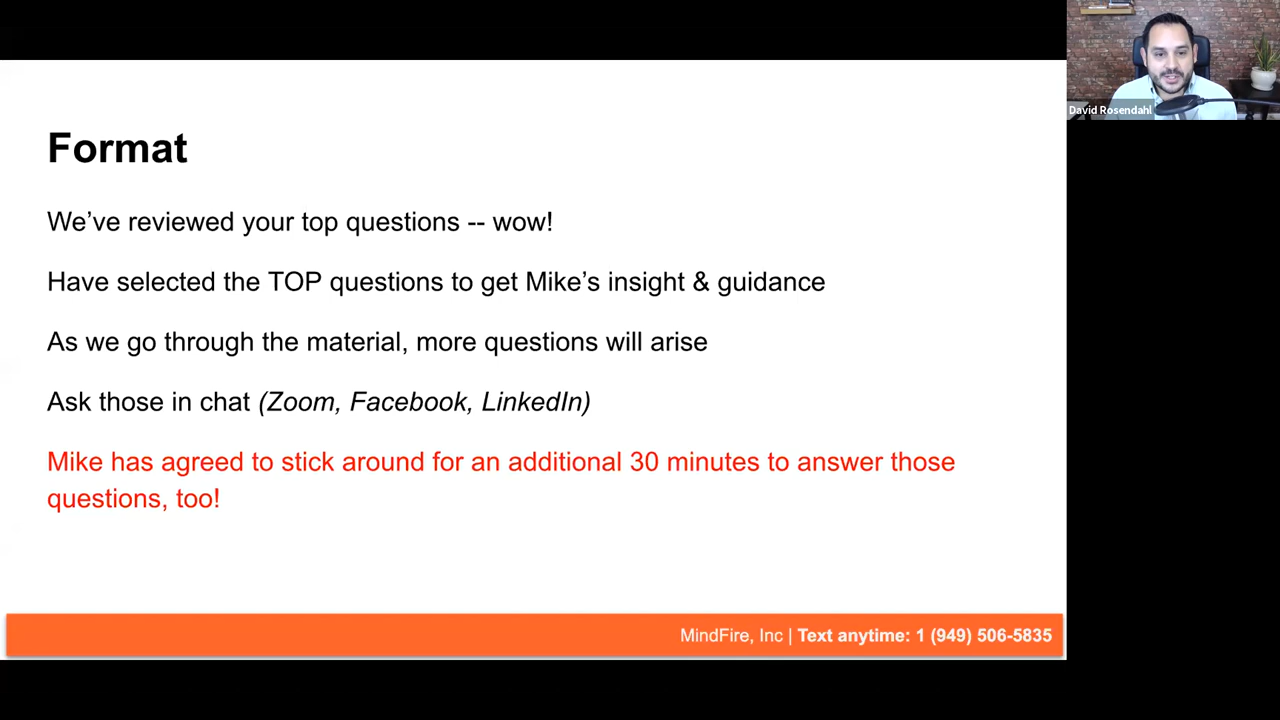 Format
We’ve reviewed your top questions -- wow!
Have selected the TOP questions to get Mike’s insight & guidance
As we go through the material, more questions will arise
Ask those in chat (Zoom, Facebook, LinkedIn)
Mike has agreed to stick around for an additional 30 minutes to answer those
questions, too!
MindFire, Inc | Text anytime: 1 (949) 506-5835
David Rosendahl